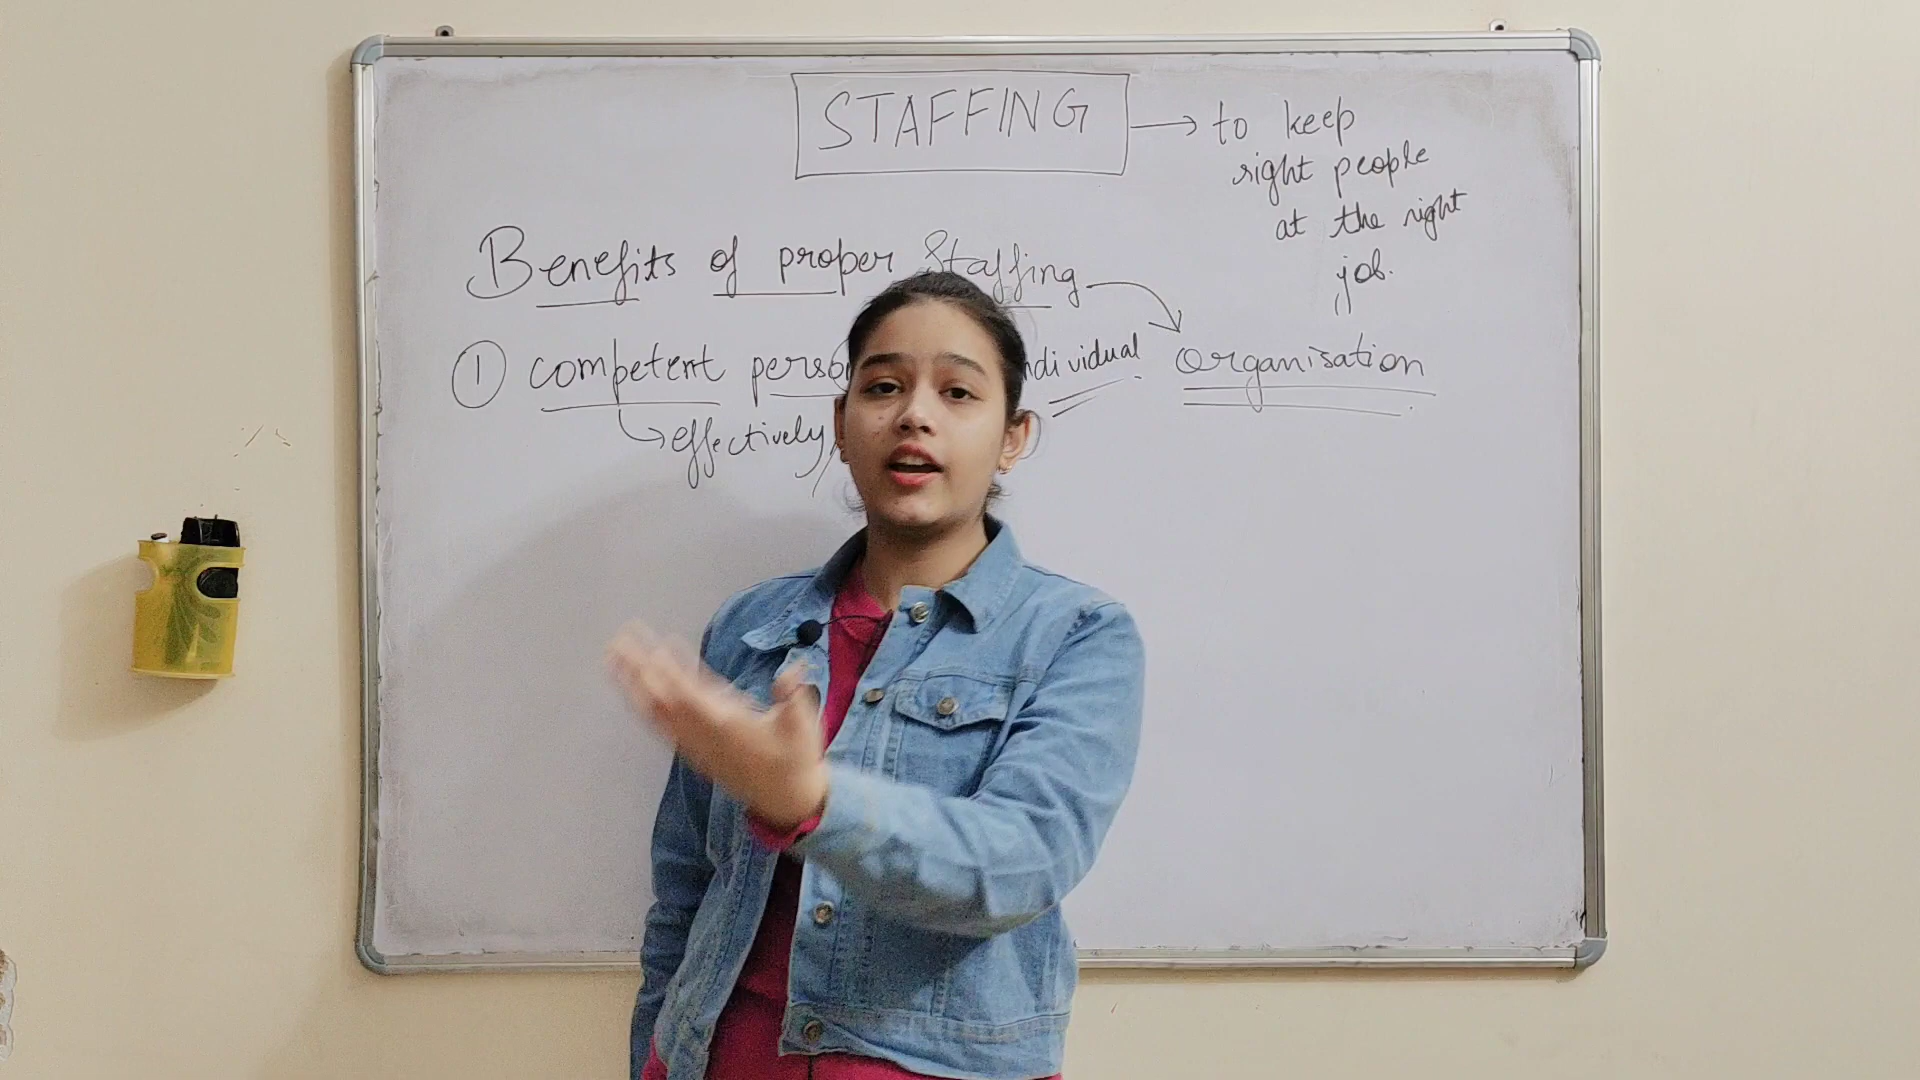 STAFFING → to keep
right people
at the right
job.
Benefits of proper Staffing
① competent
individual
Organisation
effectively